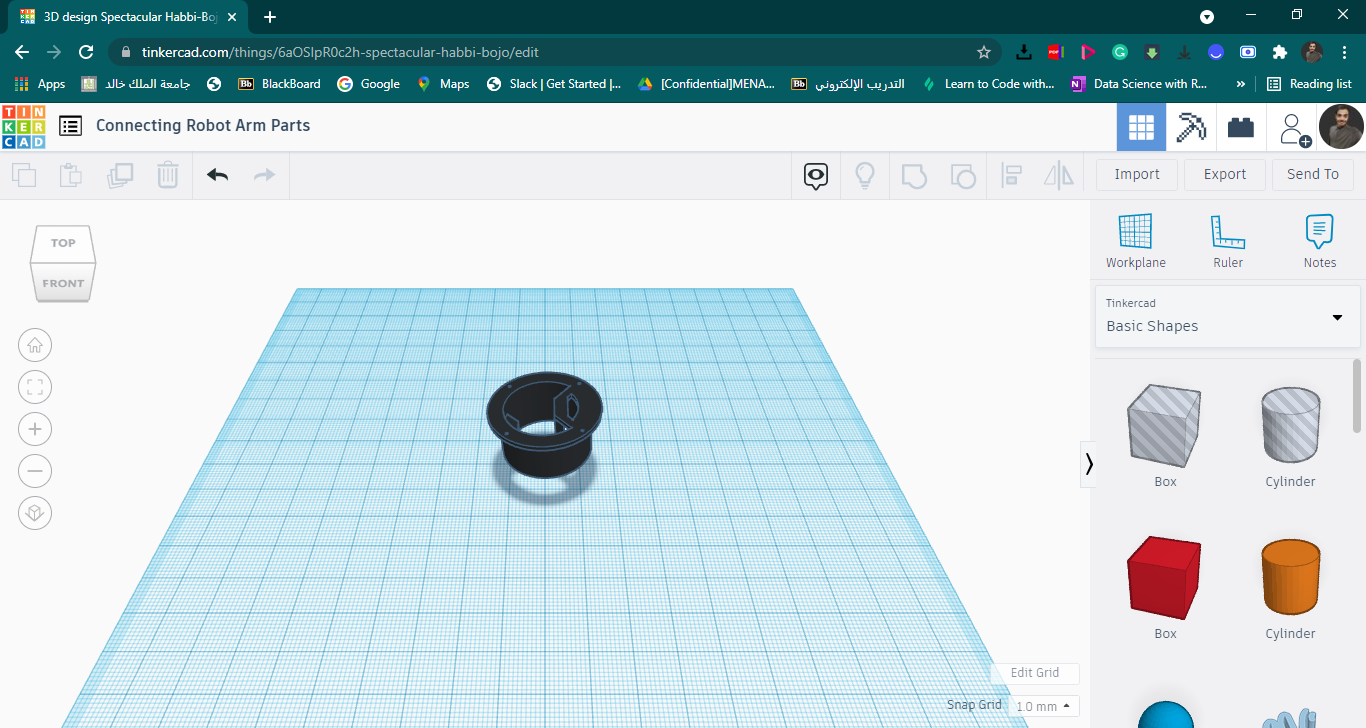 3D design Spectacular Habbi-Boj
tinkercad.com/things/6aOSlpR0c2h-spectacular-habbi-bojo/edit
Apps
جامعة الملك خالد
Bb BlackBoard
Google
Maps
Slack | Get Started |...
[Confidential]MENA...
Bb التدريب الإلكتروني
Learn to Code with...
N Data Science with R...
»
Reading list
TIN
KER
CAD
Connecting Robot Arm Parts
Import
Export
Send To
TOP
FRONT
Workplane
Ruler
Notes
Tinkercad
Basic Shapes
Box
Cylinder
Box
Cylinder
Edit Grid
Snap Grid 1.0 mm